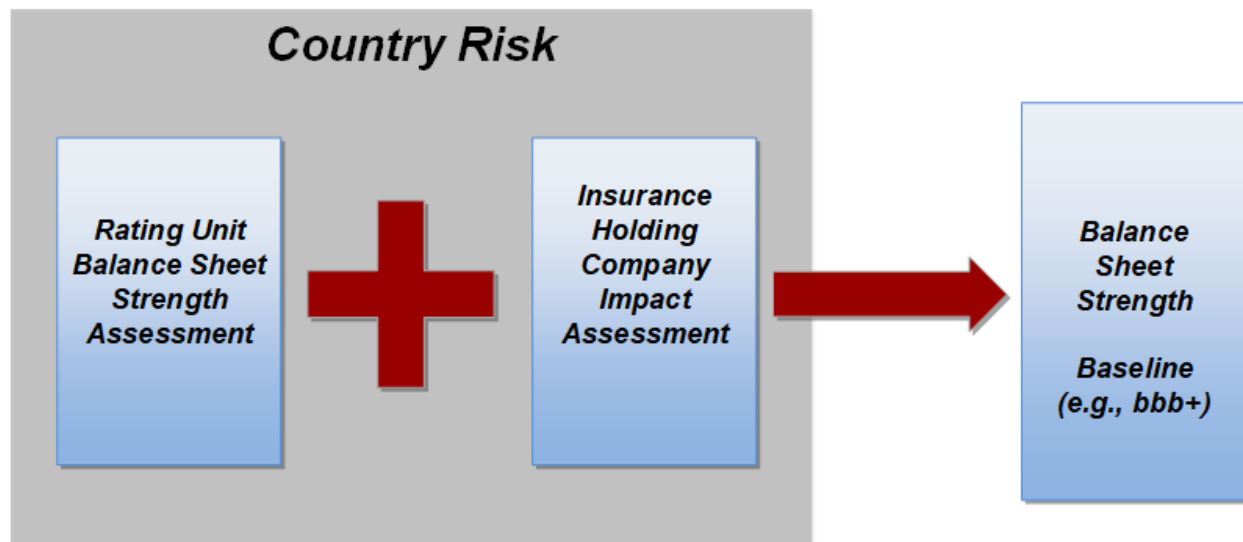 Country Risk
Rating Unit
Balance Sheet
Strength
Assessment
Insurance
Holding
Company
Impact
Assessment
Balance
Sheet
Strength
Baseline
(e.g., bbb+)